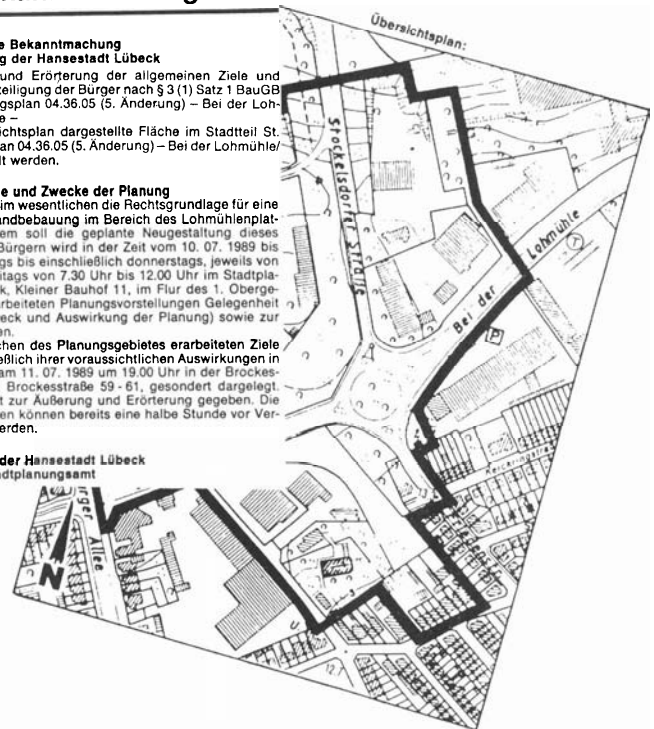 e Bekanntmachung
g der Hansestadt Lübeck
und Erörterung der allgemeinen Ziele und
teiligung der Bürger nach § 3 (1) Satz 1 BauGB
gsplan 04.36.05 (5. Änderung) – Bei der Loh-
e –
ichtsplan dargestellte Fläche im Stadtteil St.
an 04.36.05 (5. Änderung) – Bei der Lohmühle/
lt werden.
e und Zwecke der Planung
im wesentlichen die Rechtsgrundlage für eine
andbebauung im Bereich des Lohmühlenplat-
em soll die geplante Neugestaltung dieses
Bürgern wird in der Zeit vom 10. 07. 1989 bis
gs bis einschließlich donnerstags, jeweils von
itags von 7.30 Uhr bis 12.00 Uhr im Stadtpla-
k, Kleiner Bauhof 11, im Flur des 1. Oberge-
rbeiteten Planungsvorstellungen Gelegenheit
eck und Auswirkung der Planung) sowie zur
en.
chen des Planungsgebietes erarbeiteten Ziele
eßlich ihrer voraussichtlichen Auswirkungen in
am 11. 07. 1989 um 19.00 Uhr in der Brockes-
Brockesstraße 59 - 61, gesondert dargelegt.
t zur Äußerung und Erörterung gegeben. Die
en können bereits eine halbe Stunde vor Ver-
erden.
der Hansestadt Lübeck
dtplanungsamt
Übersichtsplan:
Stockelsdorfer Straße
Bei der Lohmühle
P
Allee
N
12.7